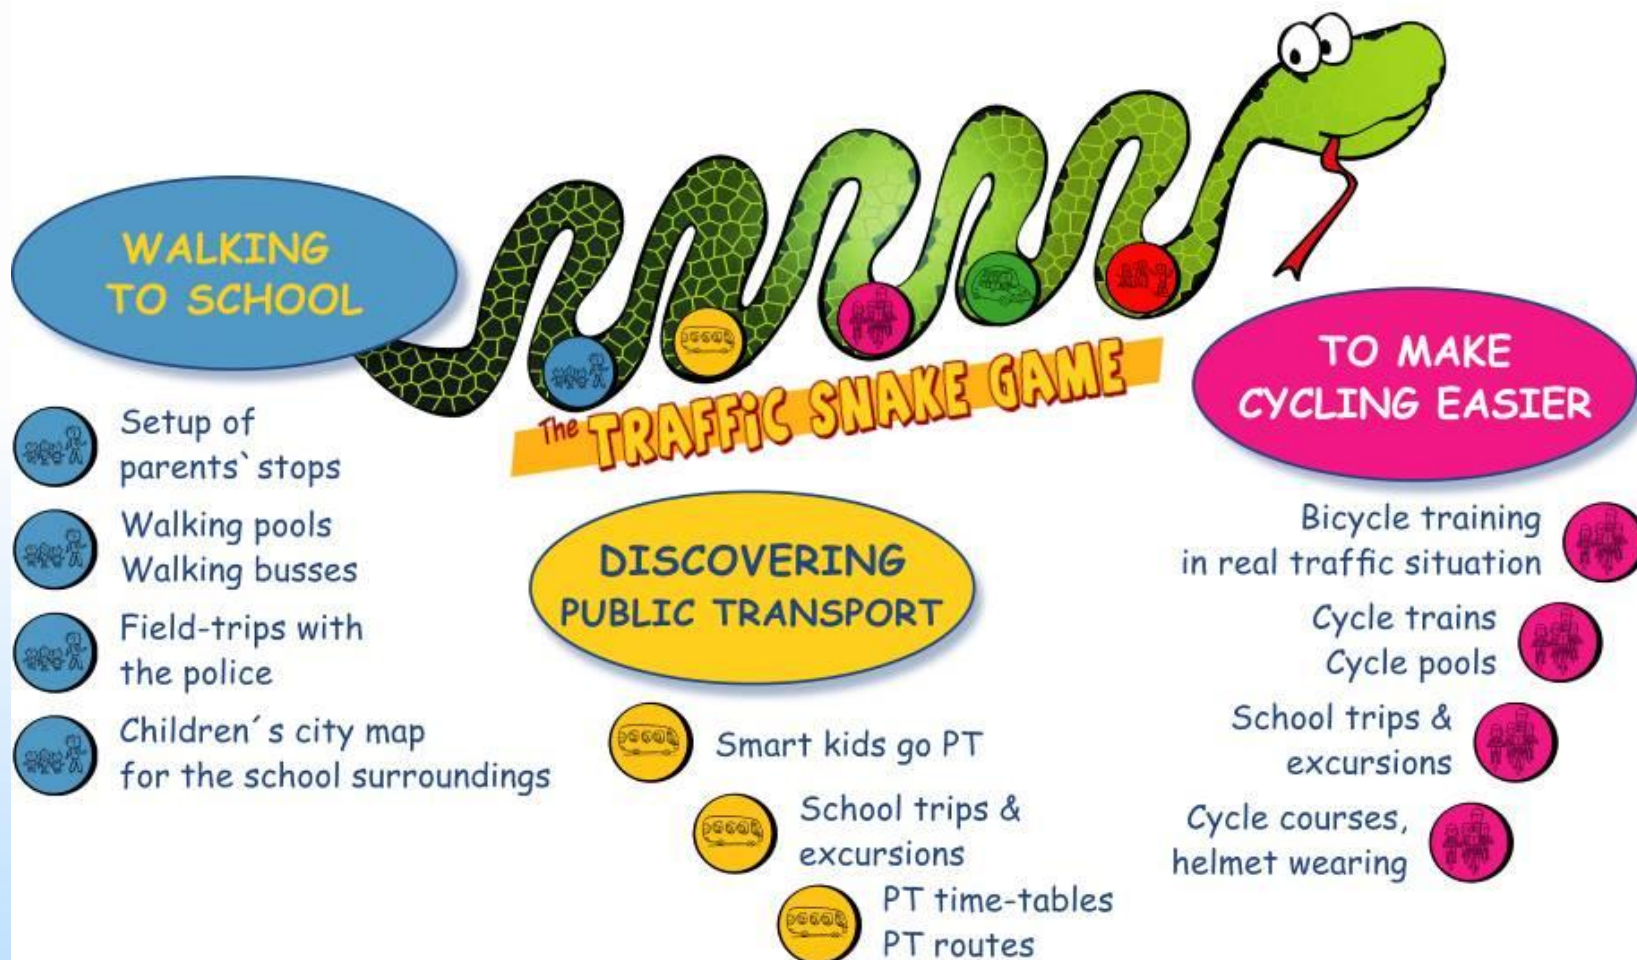 WALKING
TO SCHOOL
The TRAFFiC SNAKE GAME
TO MAKE
CYCLING EASIER
Setup of
parents`stops
Walking pools
Walking busses
Field-trips with
the police
Children´s city map
for the school surroundings
DISCOVERING
PUBLIC TRANSPORT
Smart kids go PT
School trips &
excursions
PT time-tables
PT routes
Bicycle training
in real traffic situation
Cycle trains
Cycle pools
School trips &
excursions
Cycle courses,
helmet wearing